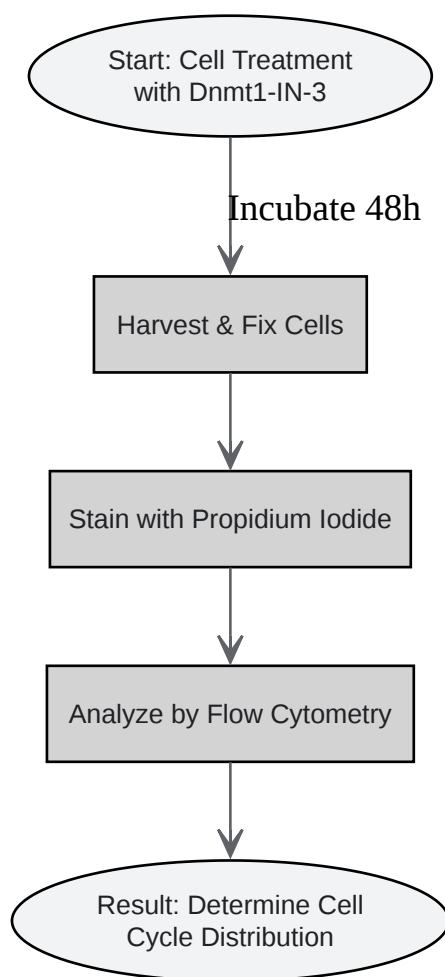 Start: Cell Treatment
with Dnmt1-IN-3
Incubate 48h
Harvest & Fix Cells
Stain with Propidium Iodide
Analyze by Flow Cytometry
Result: Determine Cell
Cycle Distribution